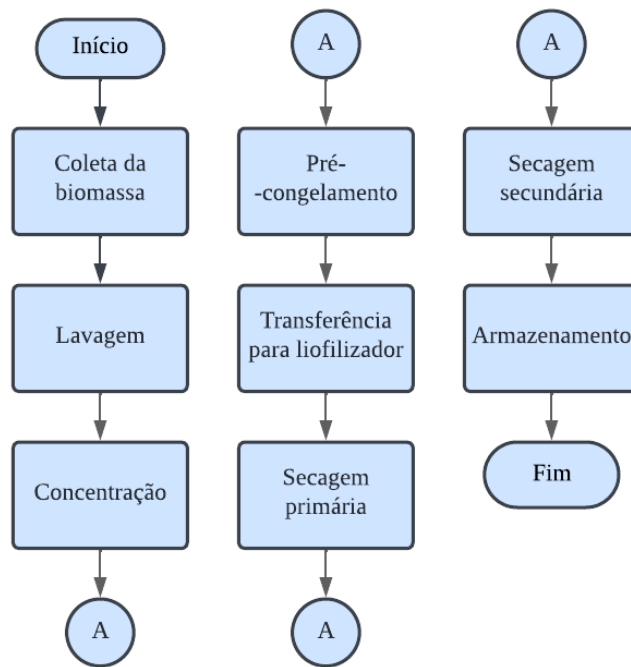 Início
Coleta da
biomassa
Lavagem
Concentração
A
A
Pré-
-congelamento
Transferência
para liofilizador
Secagem
primária
A
A
Secagem
secundária
Armazenamento
Fim